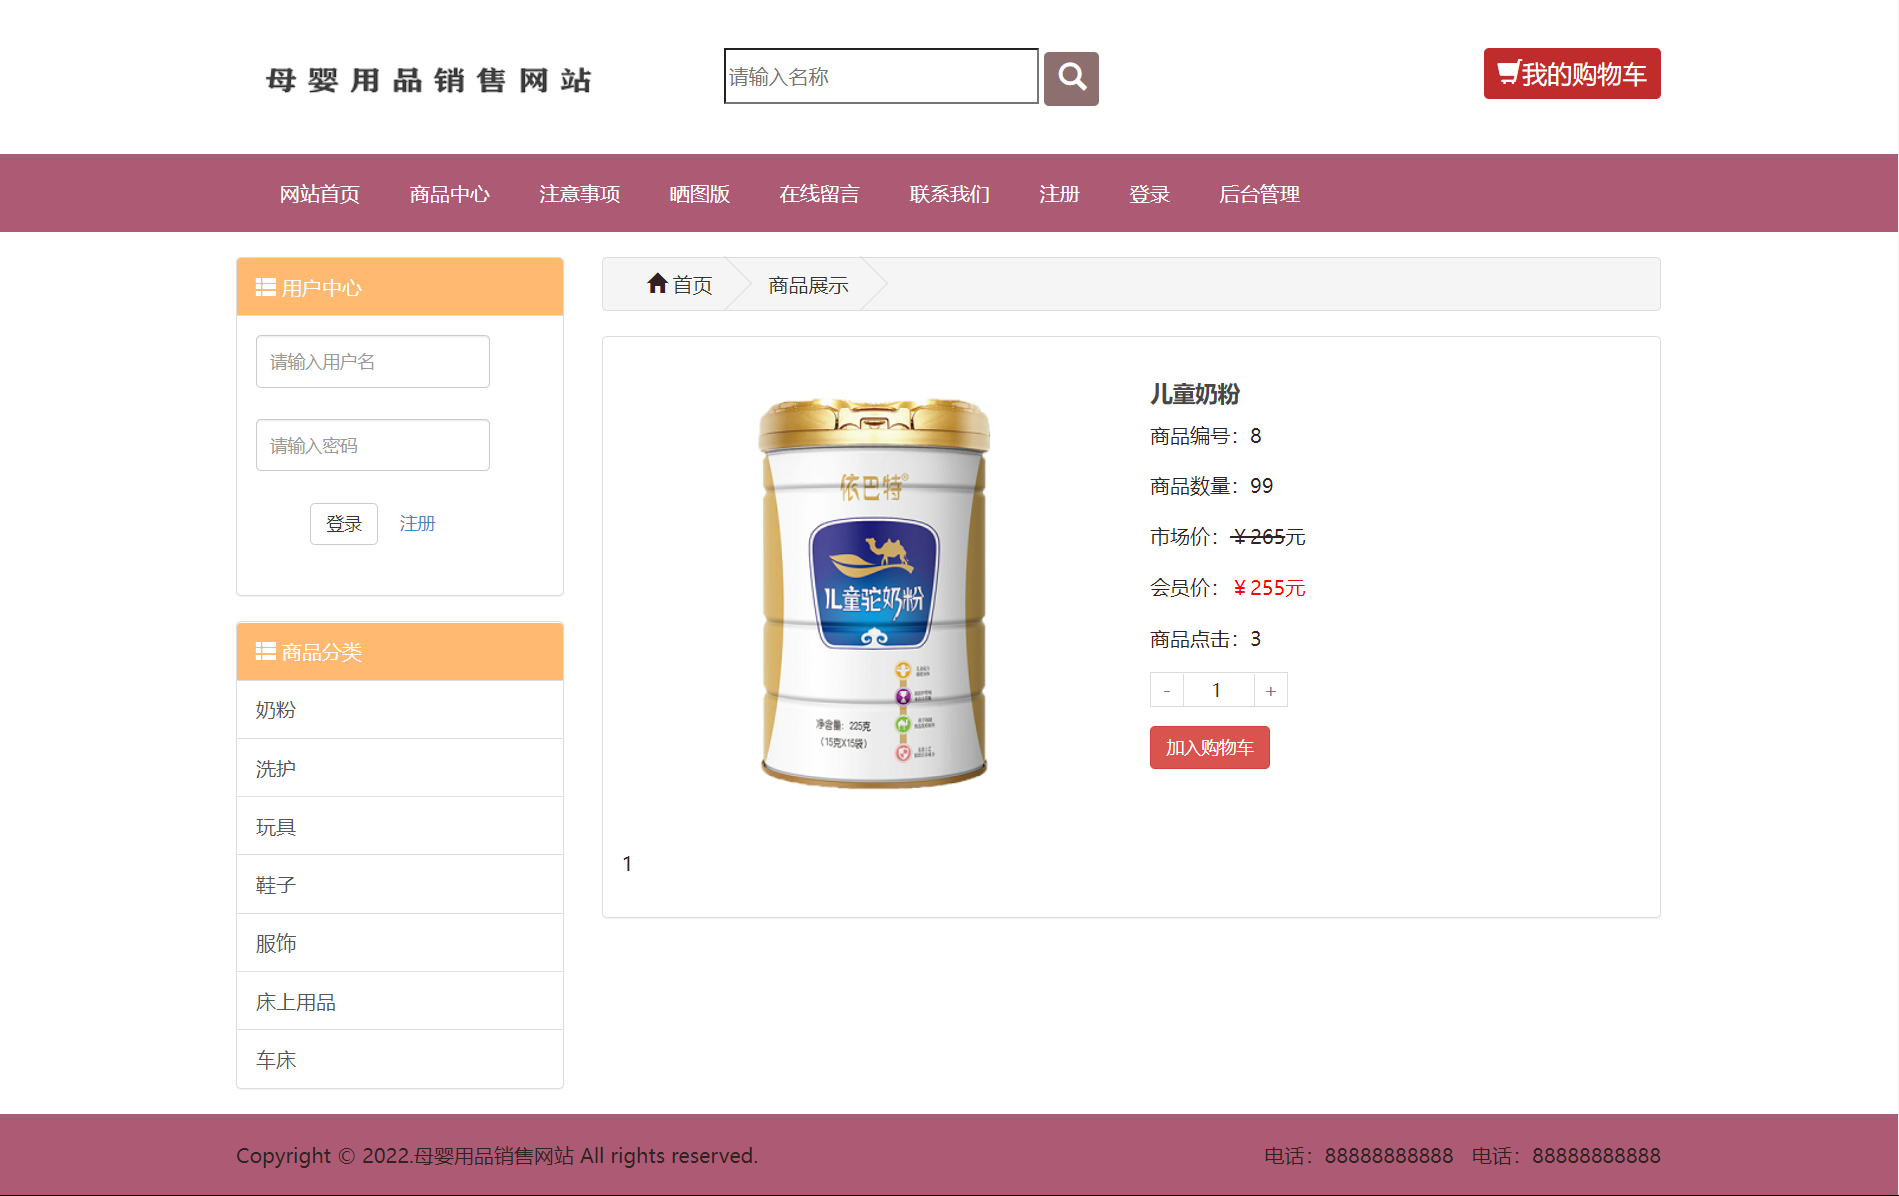 母婴用品销售网站
请输入名称
我的购物车
网站首页 商品中心 注意事项 晒图版 在线留言 联系我们 注册 登录 后台管理
用户中心
请输入用户名
请输入密码
登录 注册
商品分类
奶粉
洗护
玩具
鞋子
服饰
床上用品
车床
首页 商品展示
依巴特®
儿童驼奶粉
净含量：225克
（15克X15袋）
儿童奶粉
商品编号：8
商品数量：99
市场价：￥265元
会员价：￥255元
商品点击：3
- 1 +
加入购物车
1
Copyright © 2022.母婴用品销售网站 All rights reserved.
电话：88888888888 电话：88888888888